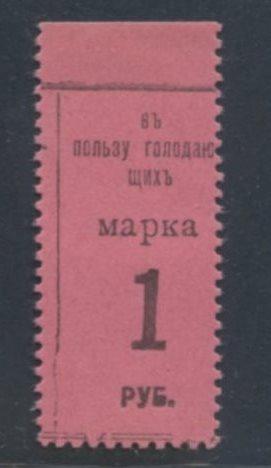 въ
пользу голодаю
щихъ
марка
1
РУБ.